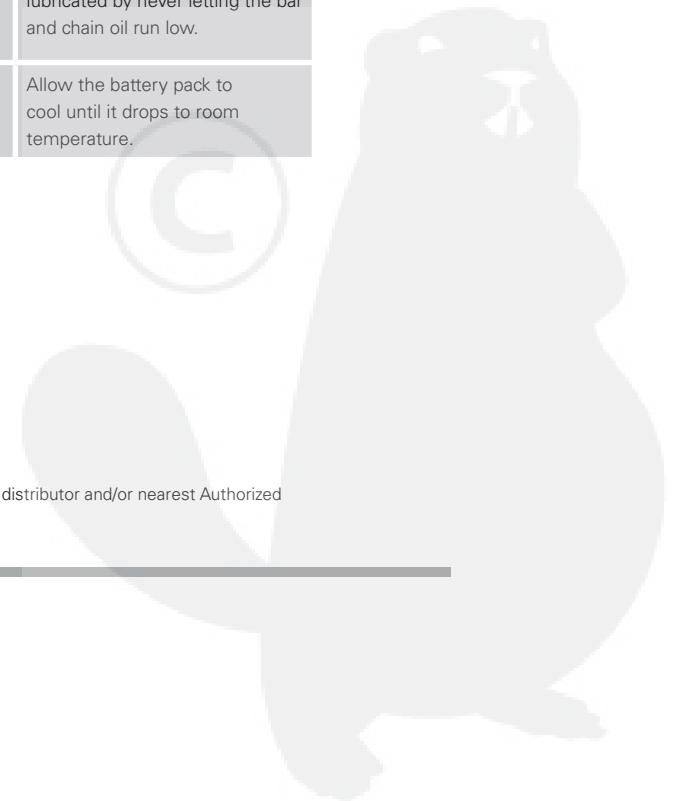 lubricated by never letting the bar
and chain oil run low.
Allow the battery pack to
cool until it drops to room
temperature.
©
distributor and/or nearest Authorized